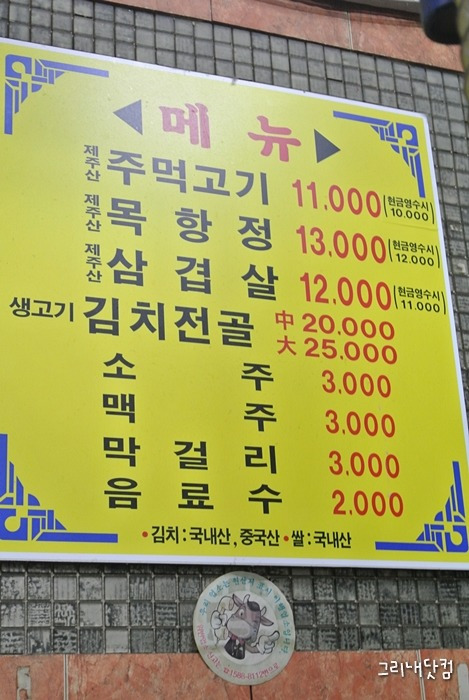 ◀ 메뉴 ▶
제주산 주먹고기 11,000 (현금영수시 10.000)
제주산 목항정 13,000 (현금영수시 12.000)
제주산 삼겹살 12,000 (현금영수시 11.000)
생고기 김치전골 中 20.000
大 25.000
소주 3,000
맥주 3,000
막걸리 3,000
음료수 2,000
• 김치 : 국내산 , 중국산 • 쌀 : 국내산
그리내닷컴